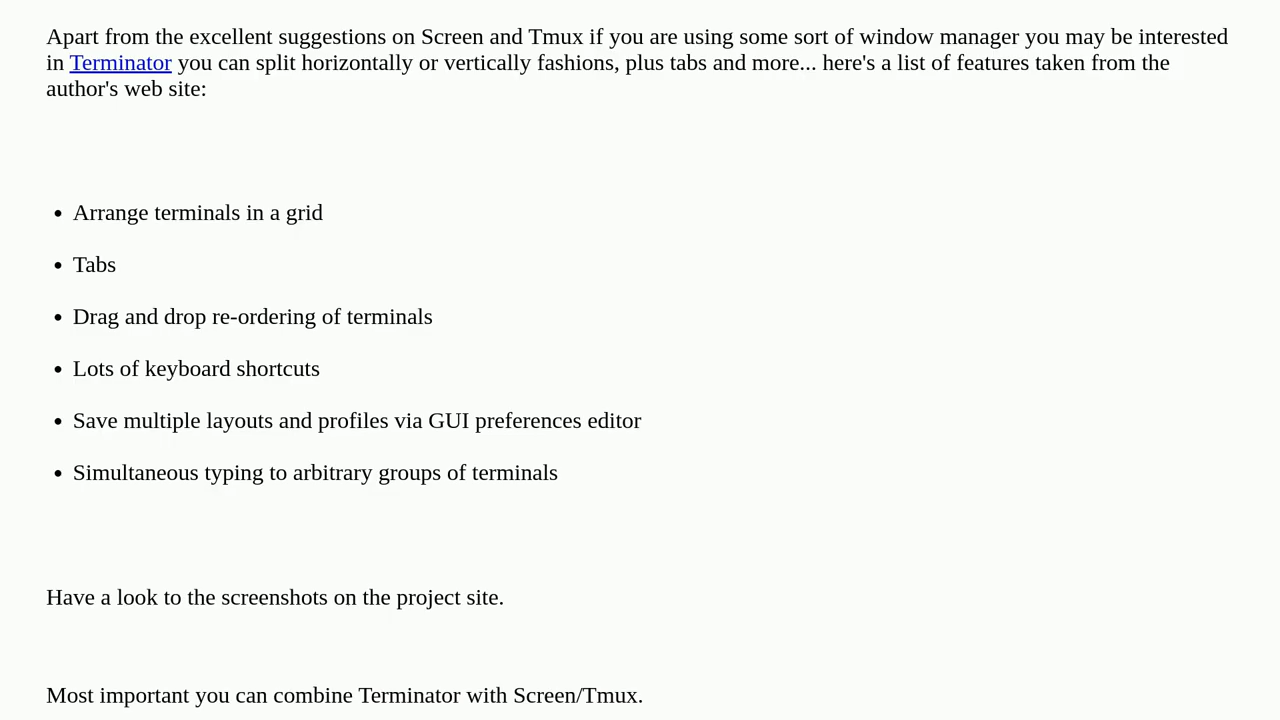 Apart from the excellent suggestions on Screen and Tmux if you are using some sort of window manager you may be interested
in Terminator you can split horizontally or vertically fashions, plus tabs and more... here's a list of features taken from the
author's web site:
• Arrange terminals in a grid
• Tabs
• Drag and drop re-ordering of terminals
• Lots of keyboard shortcuts
• Save multiple layouts and profiles via GUI preferences editor
• Simultaneous typing to arbitrary groups of terminals
Have a look to the screenshots on the project site.
Most important you can combine Terminator with Screen/Tmux.